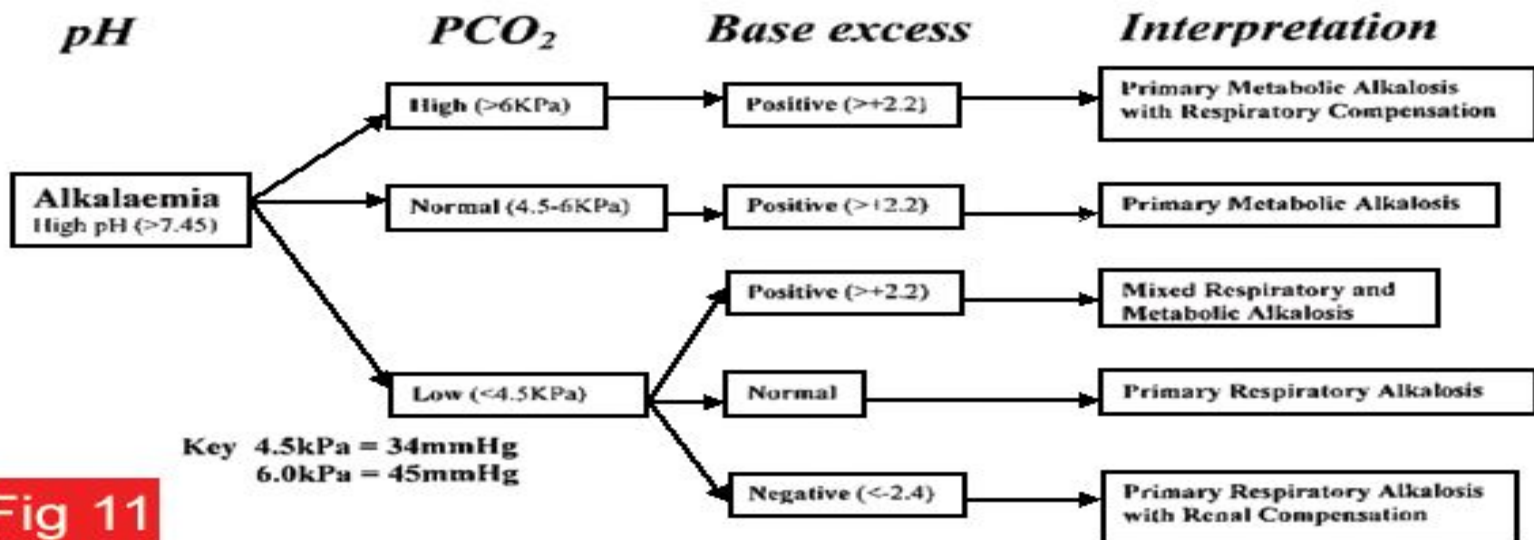 pH PCO₂ Base excess Interpretation
High (>6KPa) Positive (>+2.2) Primary Metabolic Alkalosis
with Respiratory Compensation
Alkalaemia
High pH (>7.45)
Normal (4.5-6KPa) Positive (>+2.2) Primary Metabolic Alkalosis
Positive (>+2.2) Mixed Respiratory and
Metabolic Alkalosis
Low (<4.5KPa) Normal Primary Respiratory Alkalosis
Key 4.5kPa = 34mmHg
6.0kPa = 45mmHg
Negative (<-2.4) Primary Respiratory Alkalosis
with Renal Compensation
Fig 11